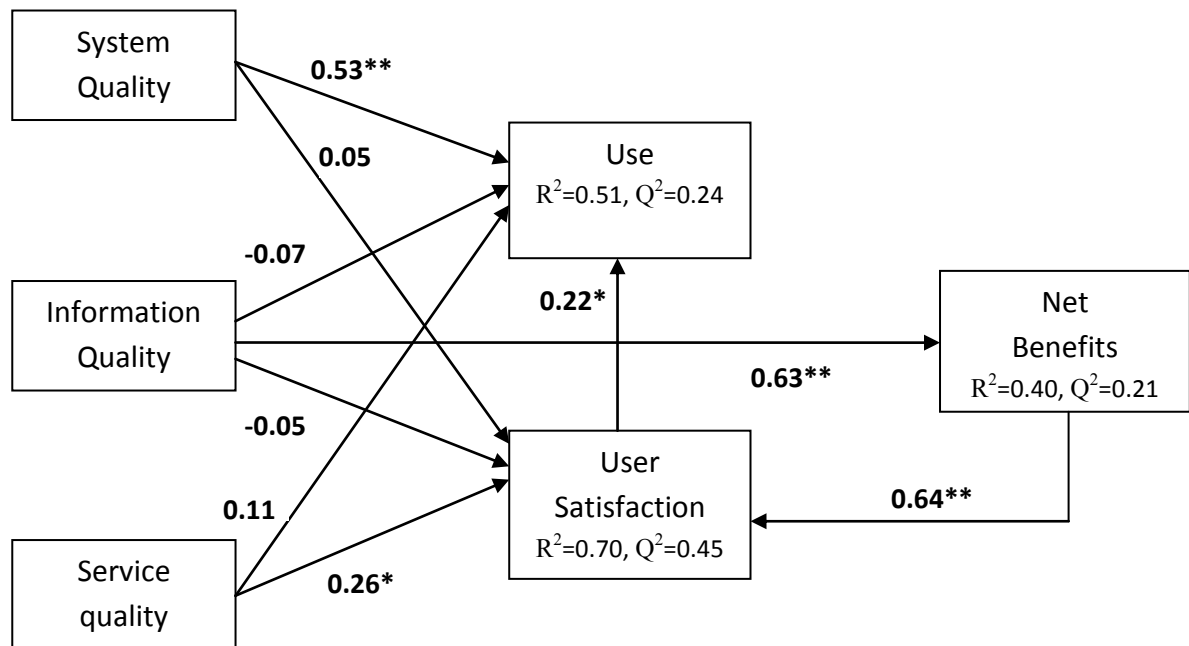 System
Quality
0.53**
0.05
Use
R²=0.51, Q²=0.24
-0.07
Information
Quality
0.22*
Net
Benefits
R²=0.40, Q²=0.21
0.63**
-0.05
User
Satisfaction
R²=0.70, Q²=0.45
0.64**
0.11
Service
quality
0.26*